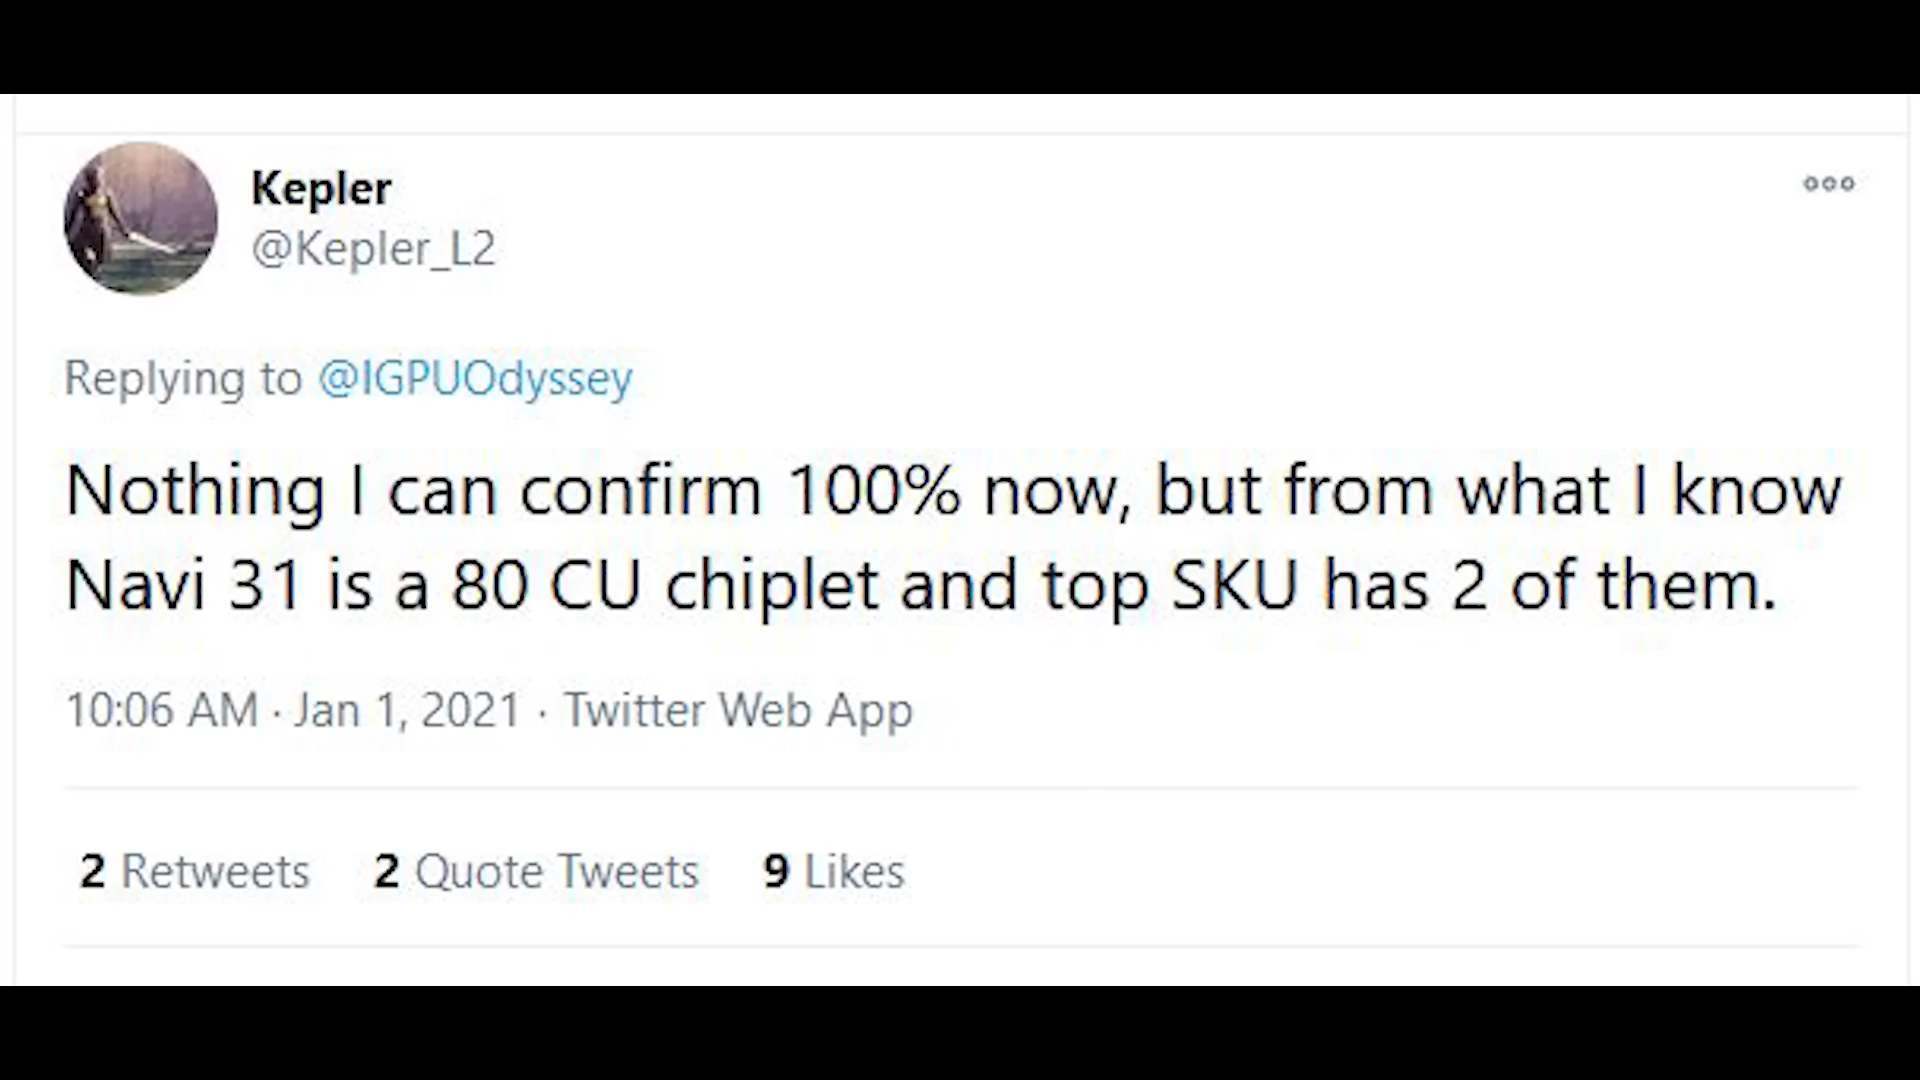 Kepler
@Kepler_L2
Replying to @IGPUOdyssey
Nothing I can confirm 100% now, but from what I know
Navi 31 is a 80 CU chiplet and top SKU has 2 of them.
10:06 AM · Jan 1, 2021 · Twitter Web App
2 Retweets 2 Quote Tweets 9 Likes